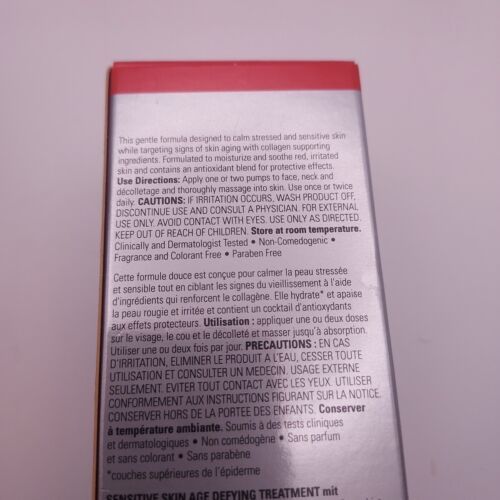 This gentle formula designed to calm stressed and sensitive skin
while targeting signs of skin aging with collagen supporting
ingredients. Formulated to moisturize and soothe red, irritated
skin and contains an antioxidant blend for protective effects.
Use Directions: Apply one or two pumps to face, neck and
décolletage and thoroughly massage into skin. Use once or twice
daily. CAUTIONS: IF IRRITATION OCCURS, WASH PRODUCT OFF,
DISCONTINUE USE AND CONSULT A PHYSICIAN. FOR EXTERNAL
USE ONLY. AVOID CONTACT WITH EYES. USE ONLY AS DIRECTED.
KEEP OUT OF REACH OF CHILDREN. Store at room temperature.
Clinically and Dermatologist Tested • Non-Comedogenic •
Fragrance and Colorant Free • Paraben Free
Cette formule douce est conçue pour calmer la peau stressée
et sensible tout en ciblant les signes du vieillissement à l'aide
d'ingrédients qui renforcent le collagène. Elle hydrate* et apaise
la peau rougie et irritée et contient un cocktail d'antioxydants
aux effets protecteurs. Utilisation : appliquer une ou deux doses
sur le visage, le cou et le décolleté et masser jusqu'à absorption.
Utiliser une ou deux fois par jour. PRECAUTIONS : EN CAS
D'IRRITATION, ELIMINER LE PRODUIT A L'EAU, CESSER TOUTE
UTILISATION ET CONSULTER UN MEDECIN. USAGE EXTERNE
SEULEMENT. EVITER TOUT CONTACT AVEC LES YEUX. UTILISER
CONFORMEMENT AUX INSTRUCTIONS FIGURANT SUR LA NOTICE.
CONSERVER HORS DE LA PORTEE DES ENFANTS. Conserver
à température ambiante. Soumis à des tests cliniques
et dermatologiques • Non comédogène • Sans parfum
et sans colorant • Sans parabène
*couches supérieures de l'épiderme
SENSITIVE SKIN AGE DEFYING TREATMENT mit